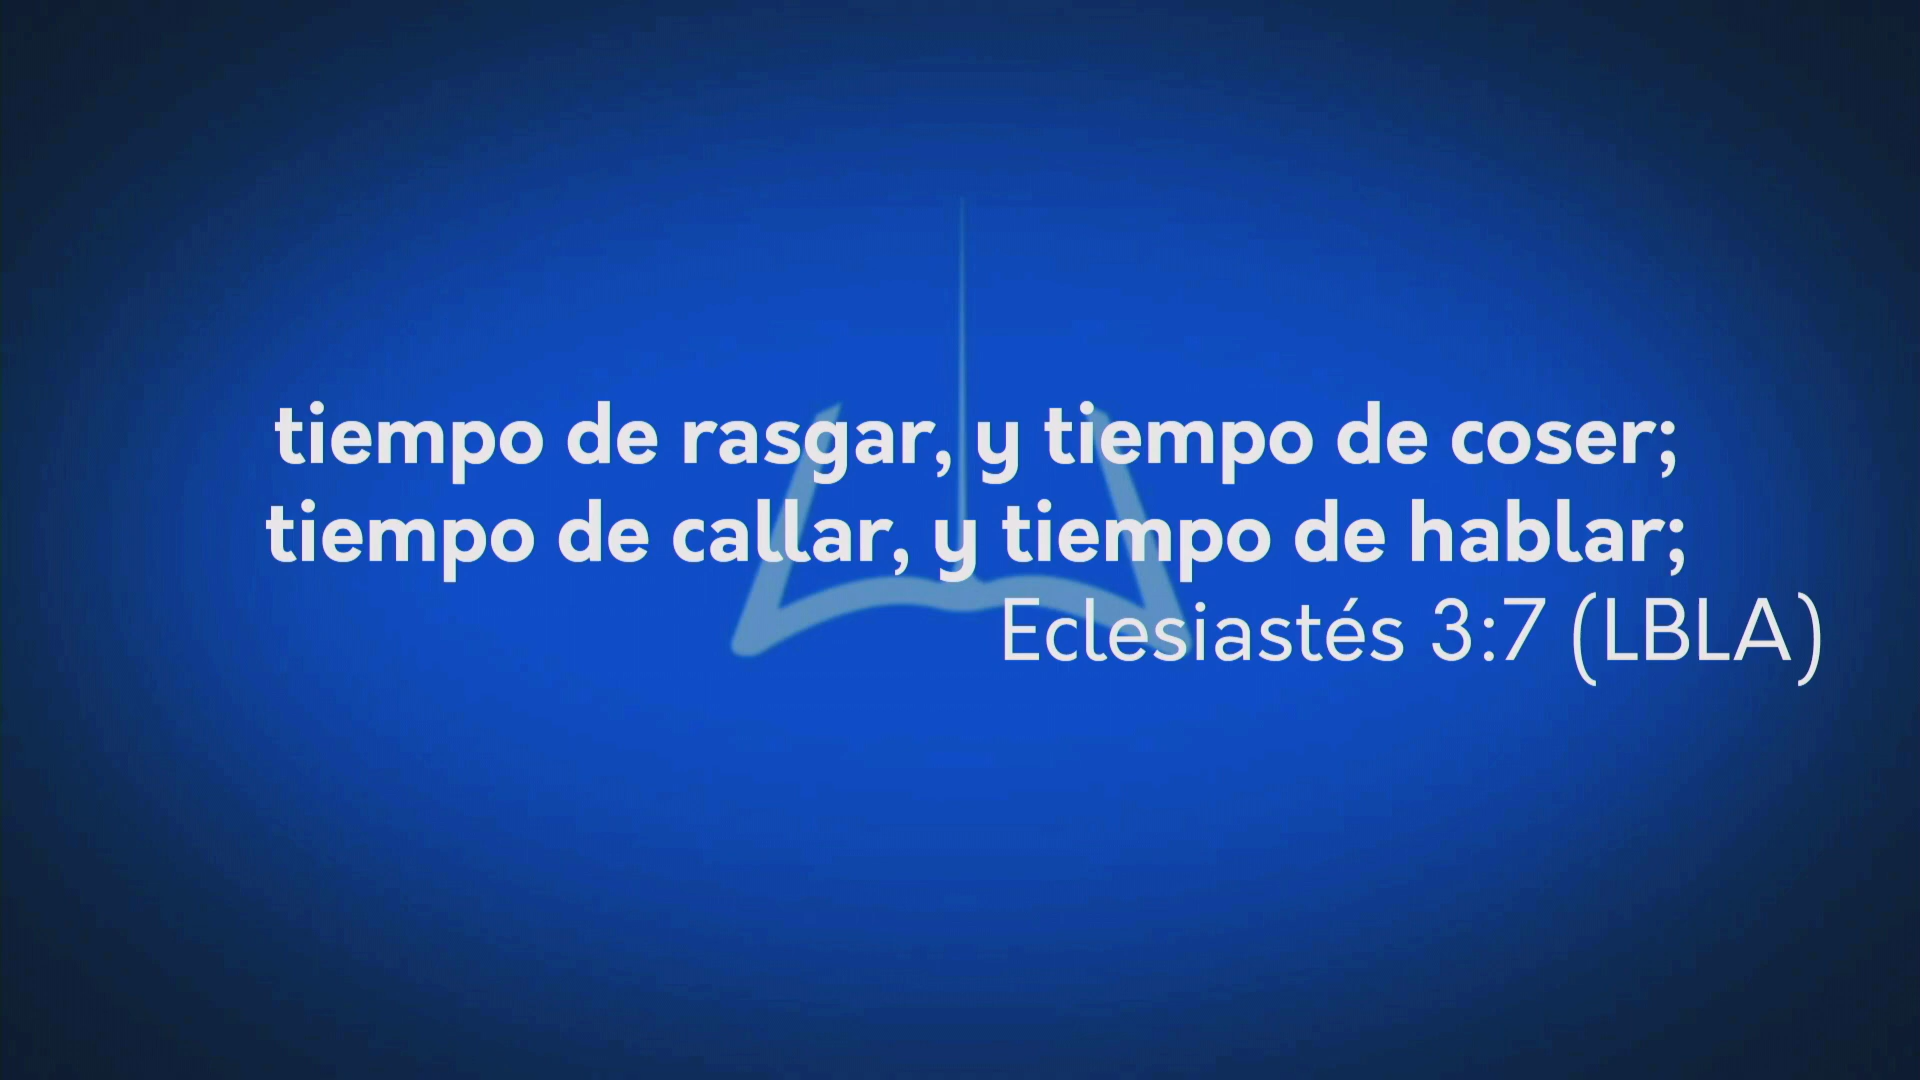 tiempo de rasgar, y tiempo de coser;
tiempo de callar, y tiempo de hablar;
Eclesiastés 3:7 (LBLA)